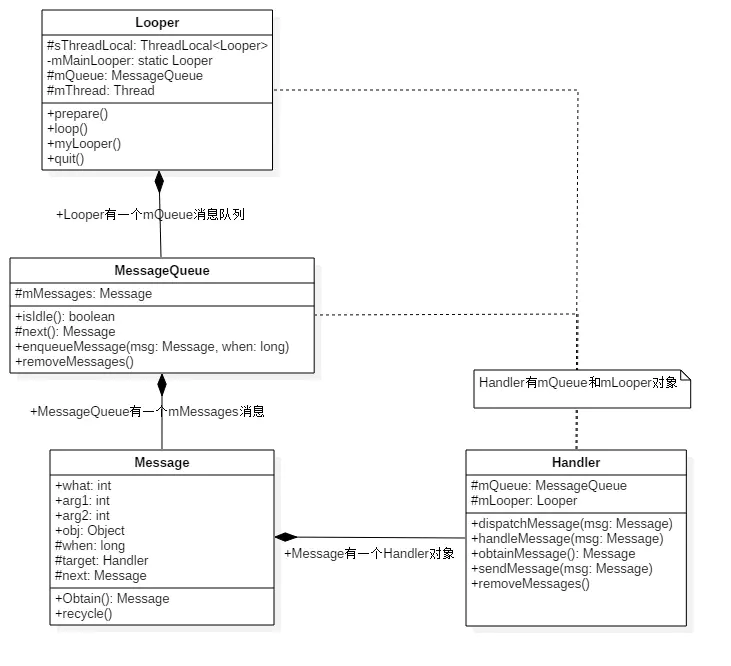 Looper
#sThreadLocal: ThreadLocal<Looper>
-mMainLooper: static Looper
#mQueue: MessageQueue
#mThread: Thread
+prepare()
+loop()
+myLooper()
+quit()
+Looper有一个mQueue消息队列
MessageQueue
#mMessages: Message
+isIdle(): boolean
#next(): Message
+enqueueMessage(msg: Message, when: long)
+removeMessages()
Handler有mQueue和mLooper对象
+MessageQueue有一个mMessages消息
Message
+what: int
+arg1: int
+arg2: int
+obj: Object
#when: long
#target: Handler
#next: Message
+Obtain(): Message
+recycle()
+Message有一个Handler对象
Handler
#mQueue: MessageQueue
#mLooper: Looper
+dispatchMessage(msg: Message)
+handleMessage(msg: Message)
+obtainMessage(): Message
+sendMessage(msg: Message)
+removeMessages()